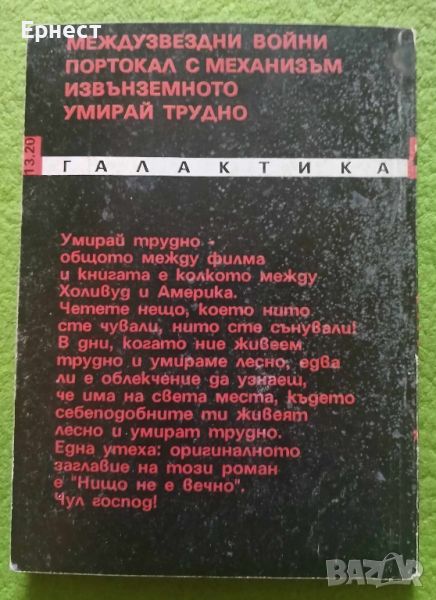 Ернест
МЕЖДУЗВЕЗДНИ ВОЙНИ
ПОРТОКАЛ С МЕХАНИЗЪМ
ИЗВЪНЗЕМНОТО
УМИРАЙ ТРУДНО
13.20
ГАЛАКТИКА
Умирай трудно -
общото между филма
и книгата е колкото между
Холивуд и Америка.
Четете нещо, което нито
сте чували, нито сте сънували!
В дни, когато ние живеем
трудно и умираме лесно, едва
ли е облекчение да узнаеш,
че има на света места, където
себеподобните ти живеят
лесно и умират трудно.
Една утеха: оригиналното
заглавие на този роман
е "Нищо не е вечно".
Чул господ!
BAZAR